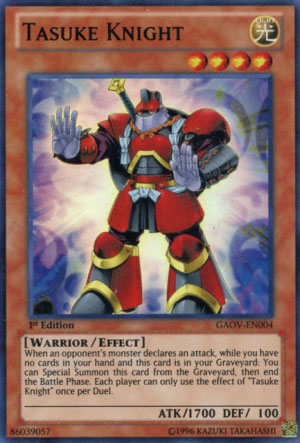 TASUKE KNIGHT
LIGHT
光
1st Edition
GAOV-EN004
[WARRIOR / EFFECT]
When an opponent's monster declares an attack, while you have
no cards in your hand and this card is in your Graveyard: You
can Special Summon this card from the Graveyard, then end
the Battle Phase. Each player can only use the effect of "Tasuke
Knight" once per Duel.
ATK/1700 DEF/ 100
86039057
©1996 KAZUKI TAKAHASHI